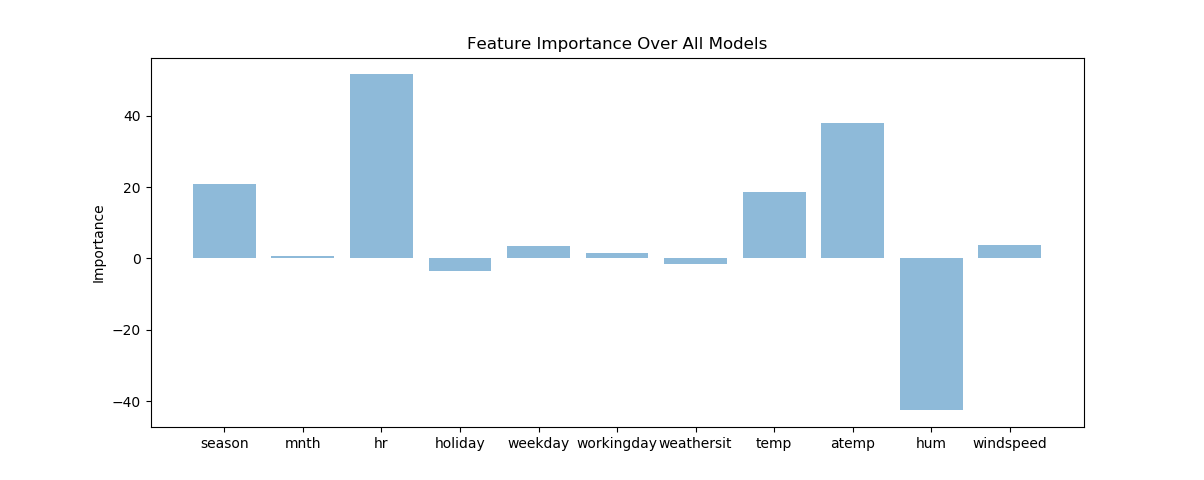 Feature Importance Over All Models
Importance
40
20
0
−20
−40
season mnth hr holiday weekday workingday weathersit temp atemp hum windspeed